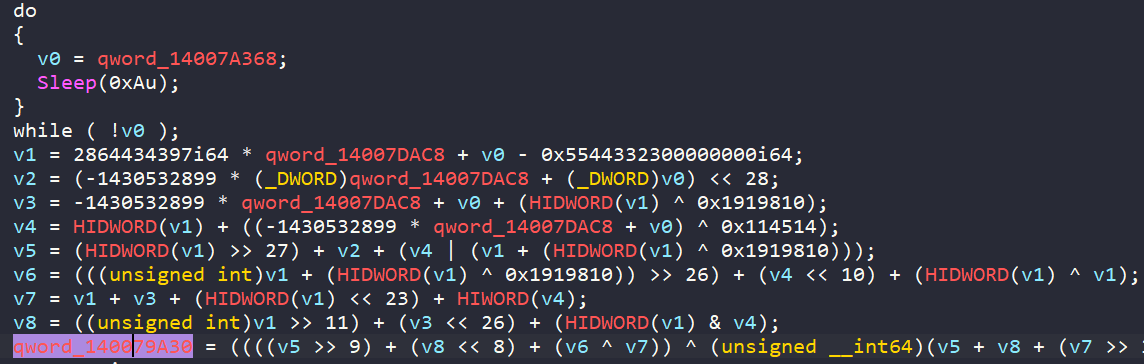 do
{
  v0 = qword_14007A368;
  Sleep(0xAu);
}
while ( !v0 );
v1 = 2864434397i64 * qword_14007DAC8 + v0 - 0x5544332300000000i64;
v2 = (-1430532899 * (_DWORD)qword_14007DAC8 + (_DWORD)v0) << 28;
v3 = -1430532899 * qword_14007DAC8 + v0 + (HIDWORD(v1) ^ 0x1919810);
v4 = HIDWORD(v1) + ((-1430532899 * qword_14007DAC8 + v0) ^ 0x114514);
v5 = (HIDWORD(v1) >> 27) + v2 + (v4 | (v1 + (HIDWORD(v1) ^ 0x1919810)));
v6 = (((unsigned int)v1 + (HIDWORD(v1) ^ 0x1919810)) >> 26) + (v4 << 10) + (HIDWORD(v1) ^ v1);
v7 = v1 + v3 + (HIDWORD(v1) << 23) + HIWORD(v4);
v8 = ((unsigned int)v1 >> 11) + (v3 << 26) + (HIDWORD(v1) & v4);
qword_140079A30 = ((((v5 >> 9) + (v8 << 8) + (v6 ^ v7)) ^ (unsigned __int64)(v5 + v8 + (v7 >>